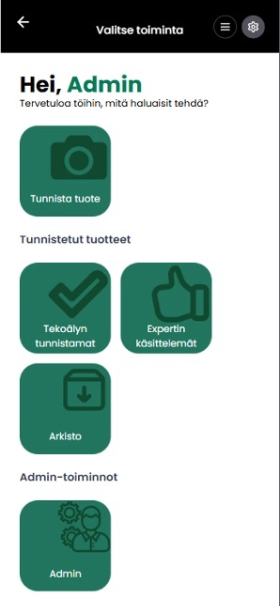 Valitse toiminta
Hei, Admin
Tervetuloa töihin, mitä haluaisit tehdä?
Tunnista tuote
Tunnistetut tuotteet
Tekoälyn
tunnistamat
Expertin
käsittelemät
Arkisto
Admin-toiminnot
Admin